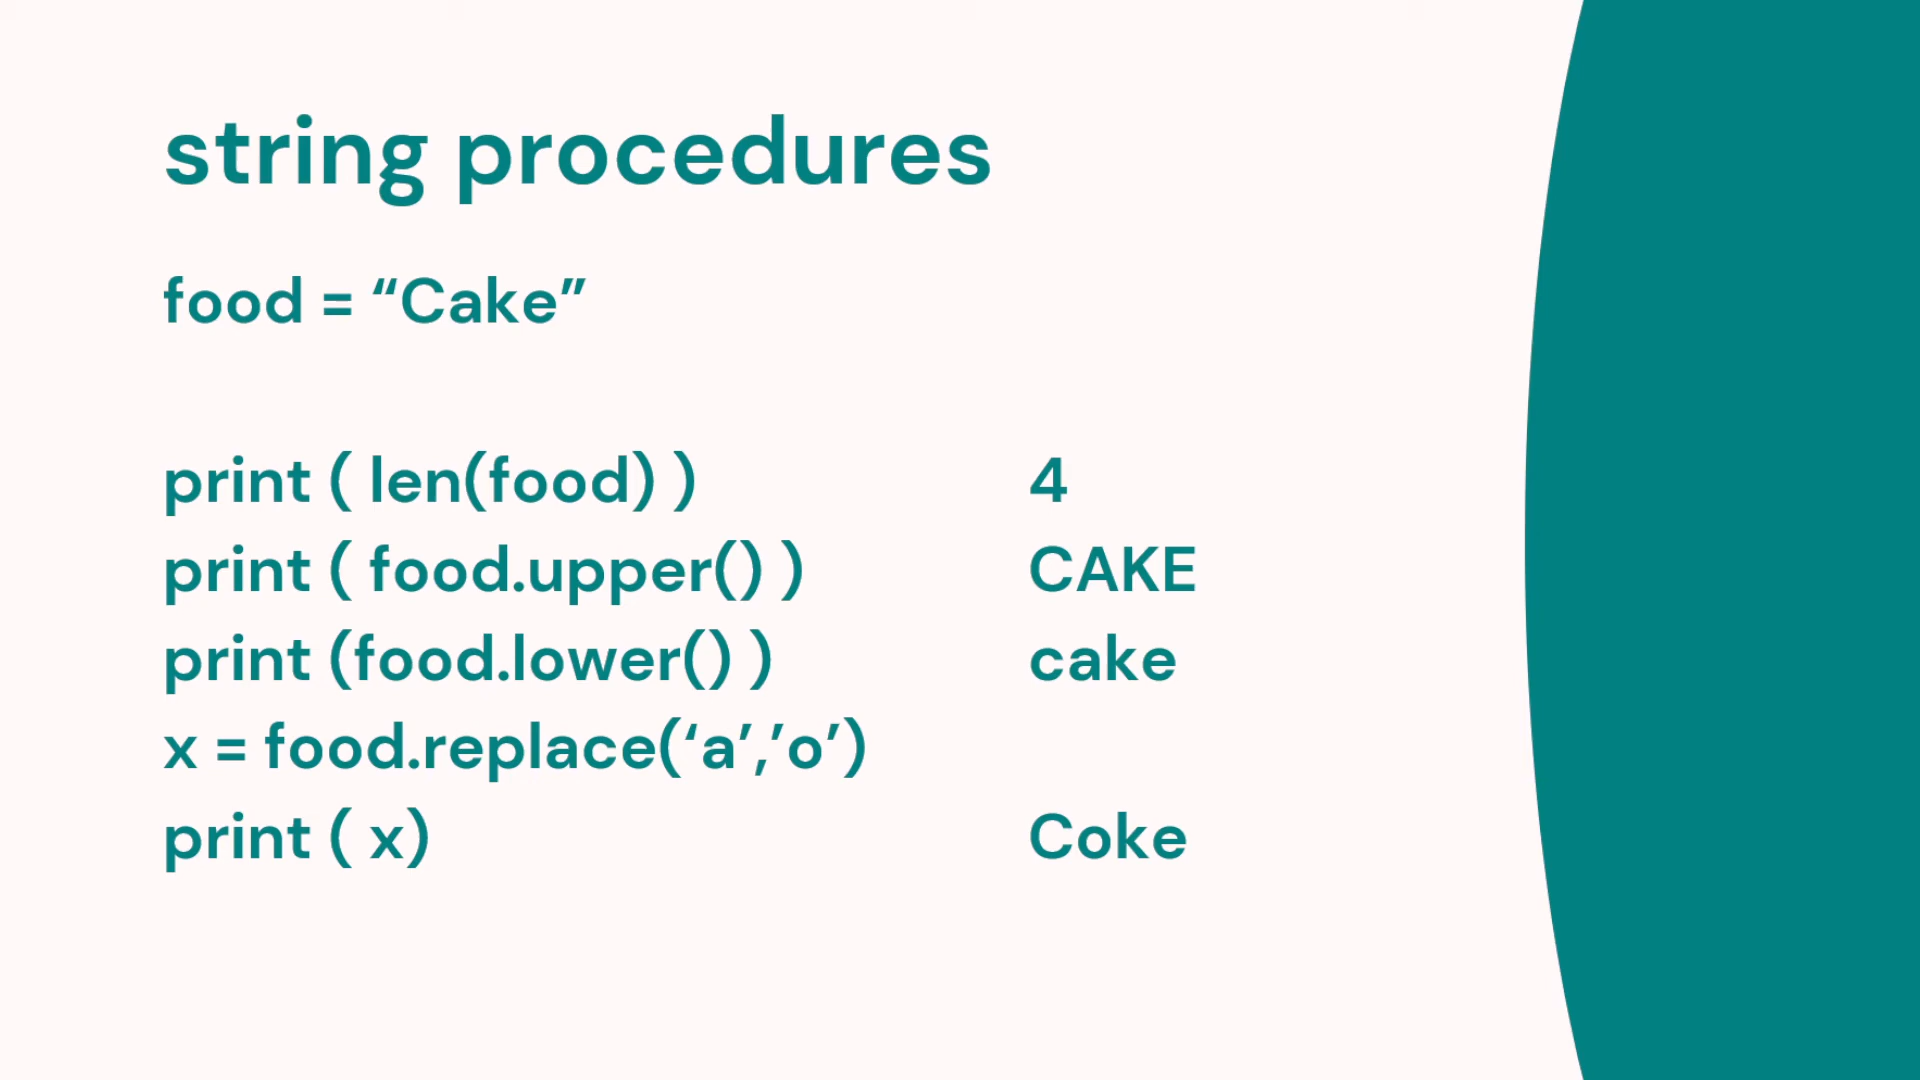 string procedures
food = “Cake”
print ( len(food) ) 4
print ( food.upper() ) CAKE
print (food.lower() ) cake
x = food.replace(‘a’,’o’)
print ( x) Coke